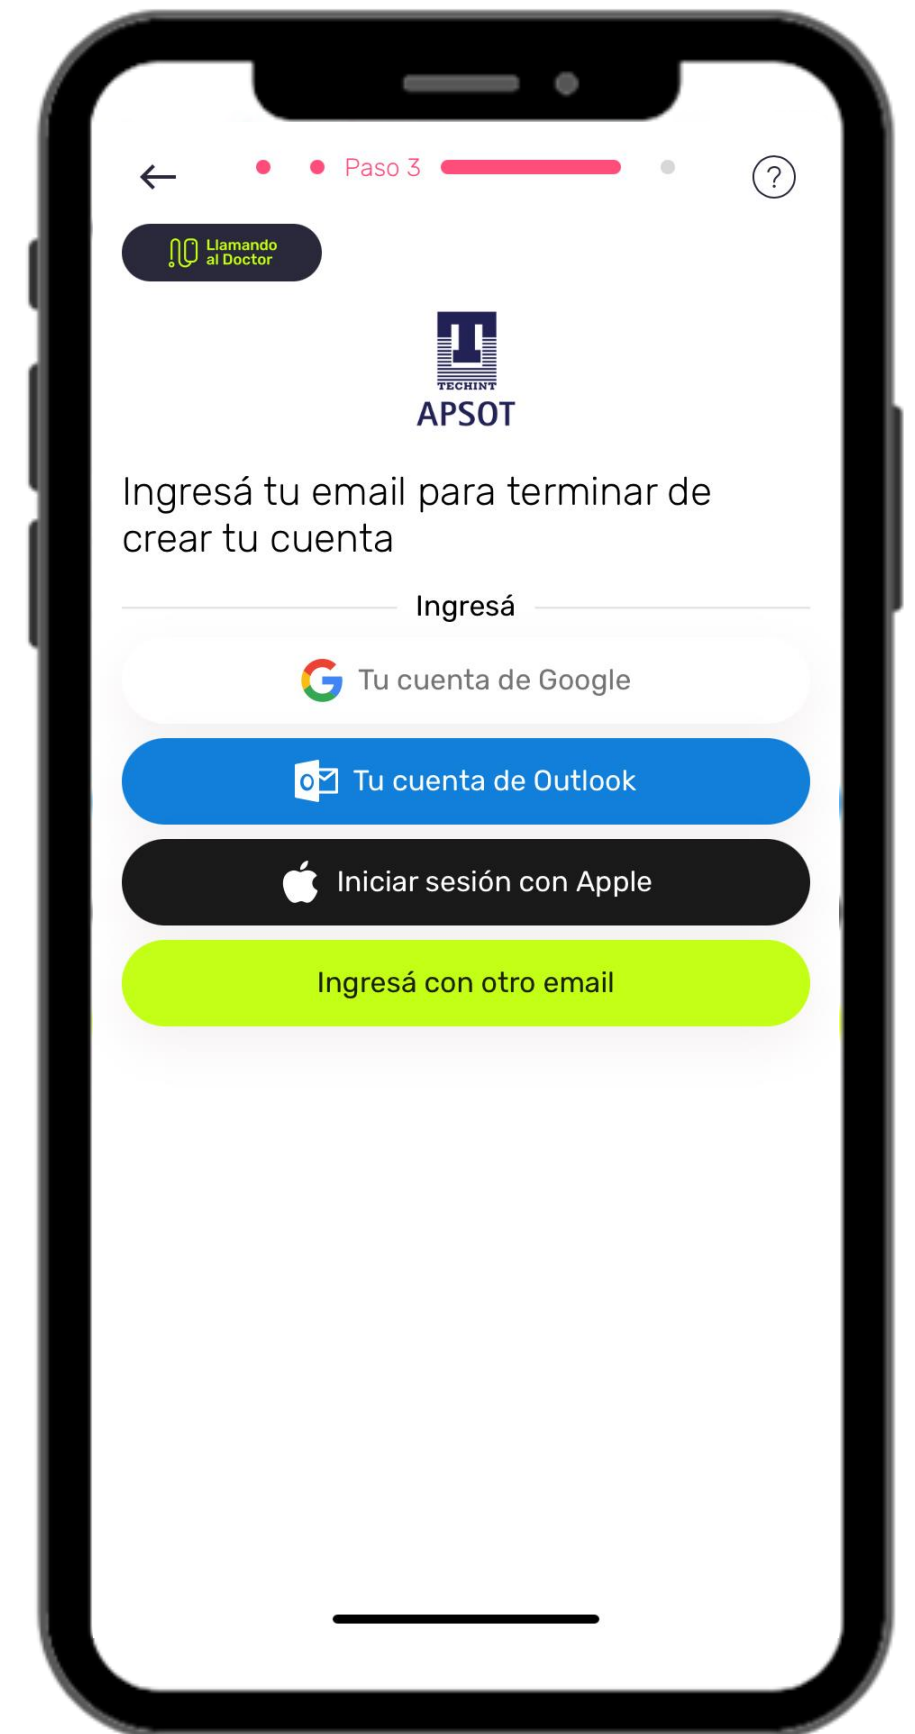 Paso 3
?
Llamando
al Doctor
TECHINT
APSOT
Ingresá tu email para terminar de
crear tu cuenta
Ingresá
Tu cuenta de Google
Tu cuenta de Outlook
Iniciar sesión con Apple
Ingresá con otro email